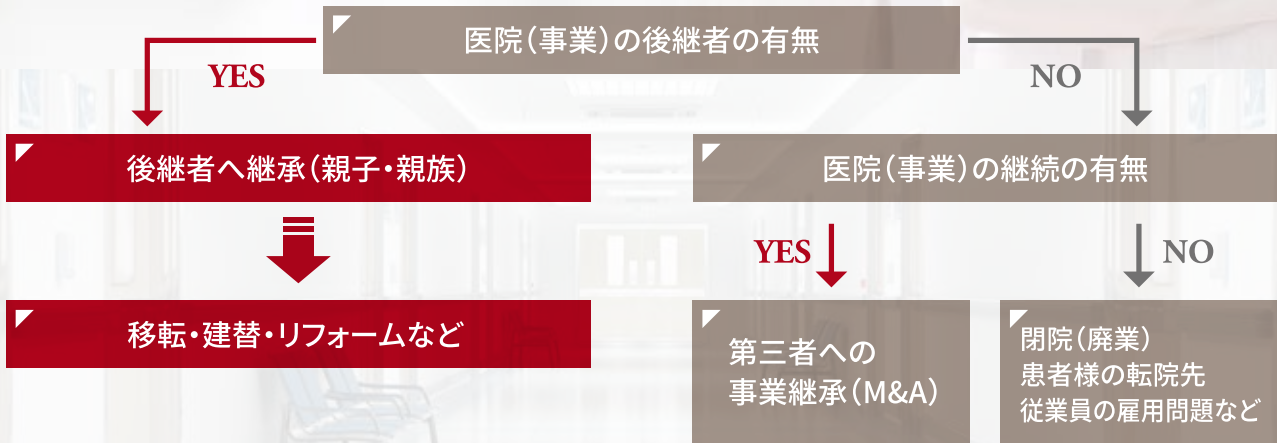 医院（事業）の後継者の有無
YES
NO
後継者へ継承（親子・親族）
医院（事業）の継続の有無
YES
NO
移転・建替・リフォームなど
第三者への
事業継承（M&A）
閉院（廃業）
患者様の転院先
従業員の雇用問題など